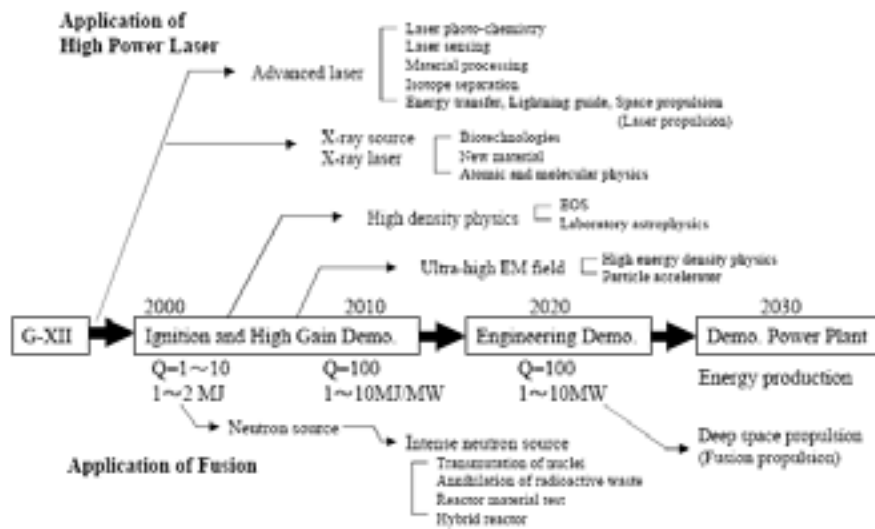 Application of
High Power Laser
Advanced laser
Laser photo-chemistry
Laser sensing
Material processing
Isotope separation
Energy transfer, Lightning guide, Space propulsion
(Laser propulsion)
X-ray source
X-ray laser
Biotechnologies
New material
Atomic and molecular physics
High density physics
EOS
Laboratory astrophysics
Ultra-high EM field
High energy density physics
Particle accelerator
2000
2010
2020
2030
G-XII
Ignition and High Gain Demo.
Engineering Demo.
Demo. Power Plant
Q=1～10
1～2 MJ
Q=100
1～10MJ/MW
Q=100
1～10MW
Energy production
Neutron source
Intense neutron source
Transmutation of nuclei
Annihilation of radioactive waste
Reactor material test
Hybrid reactor
Deep space propulsion
(Fusion propulsion)
Application of Fusion